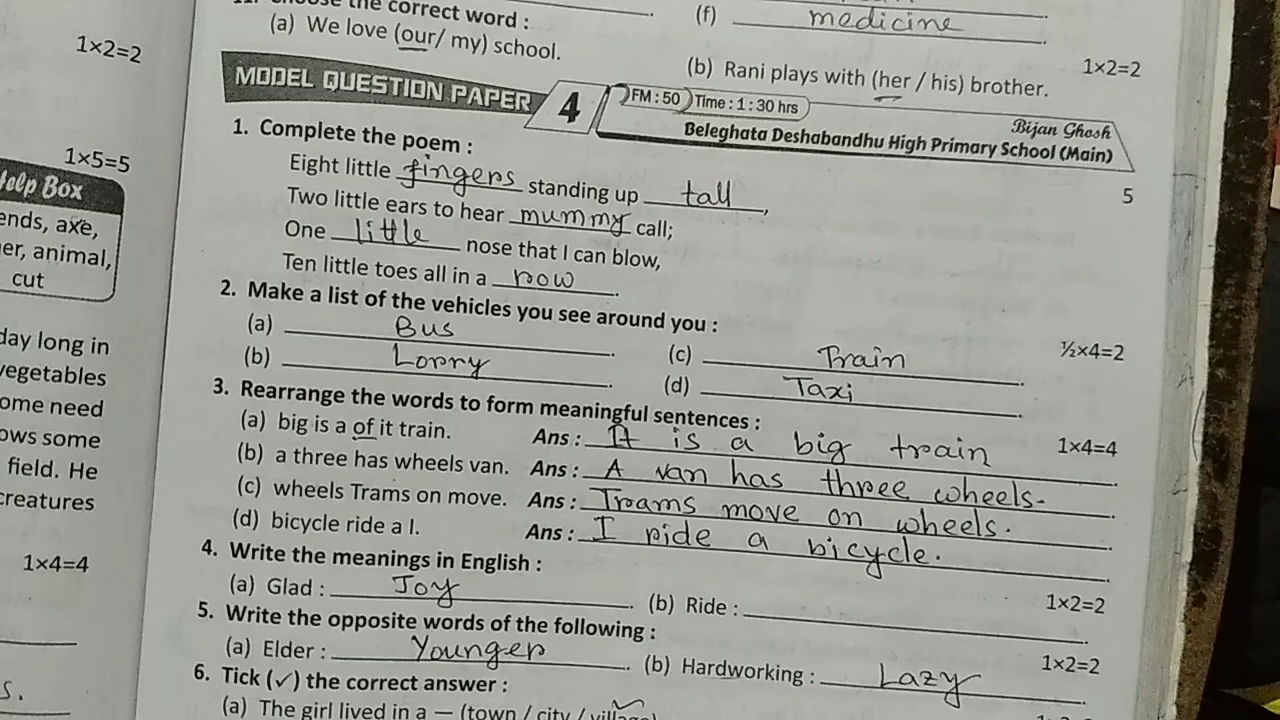 the correct word :
(a) We love (our/ my) school.
(f) medicine
(b) Rani plays with (her / his) brother.
1×2=2
1×2=2
MODEL QUESTION PAPER 4
FM : 50 Time : 1 : 30 hrs
Bijan Ghosh
Beleghata Deshabandhu High Primary School (Main)
1. Complete the poem :
5
Eight little fingers standing up tall,
Two little ears to hear mummy call;
One little nose that I can blow,
Ten little toes all in a row.
2. Make a list of the vehicles you see around you :
½×4=2
(a) Bus.
(b) Lorry.
(c) Train.
(d) Taxi.
3. Rearrange the words to form meaningful sentences :
1×4=4
(a) big is a of it train. Ans : It is a big train
(b) a three has wheels van. Ans : A van has three wheels.
(c) wheels Trams on move. Ans : Trams move on wheels.
(d) bicycle ride a I. Ans : I ride a bicycle.
4. Write the meanings in English :
1×2=2
(a) Glad : Joy. (b) Ride :
5. Write the opposite words of the following :
1×2=2
(a) Elder : Younger. (b) Hardworking : Lazy.
6. Tick (✓) the correct answer :
(a) The girl lived in a — (town / city / village)
1×5=5
Help Box
ends, axe,
er, animal,
cut
day long in
vegetables
ome need
ows some
field. He
creatures
1×4=4
s.